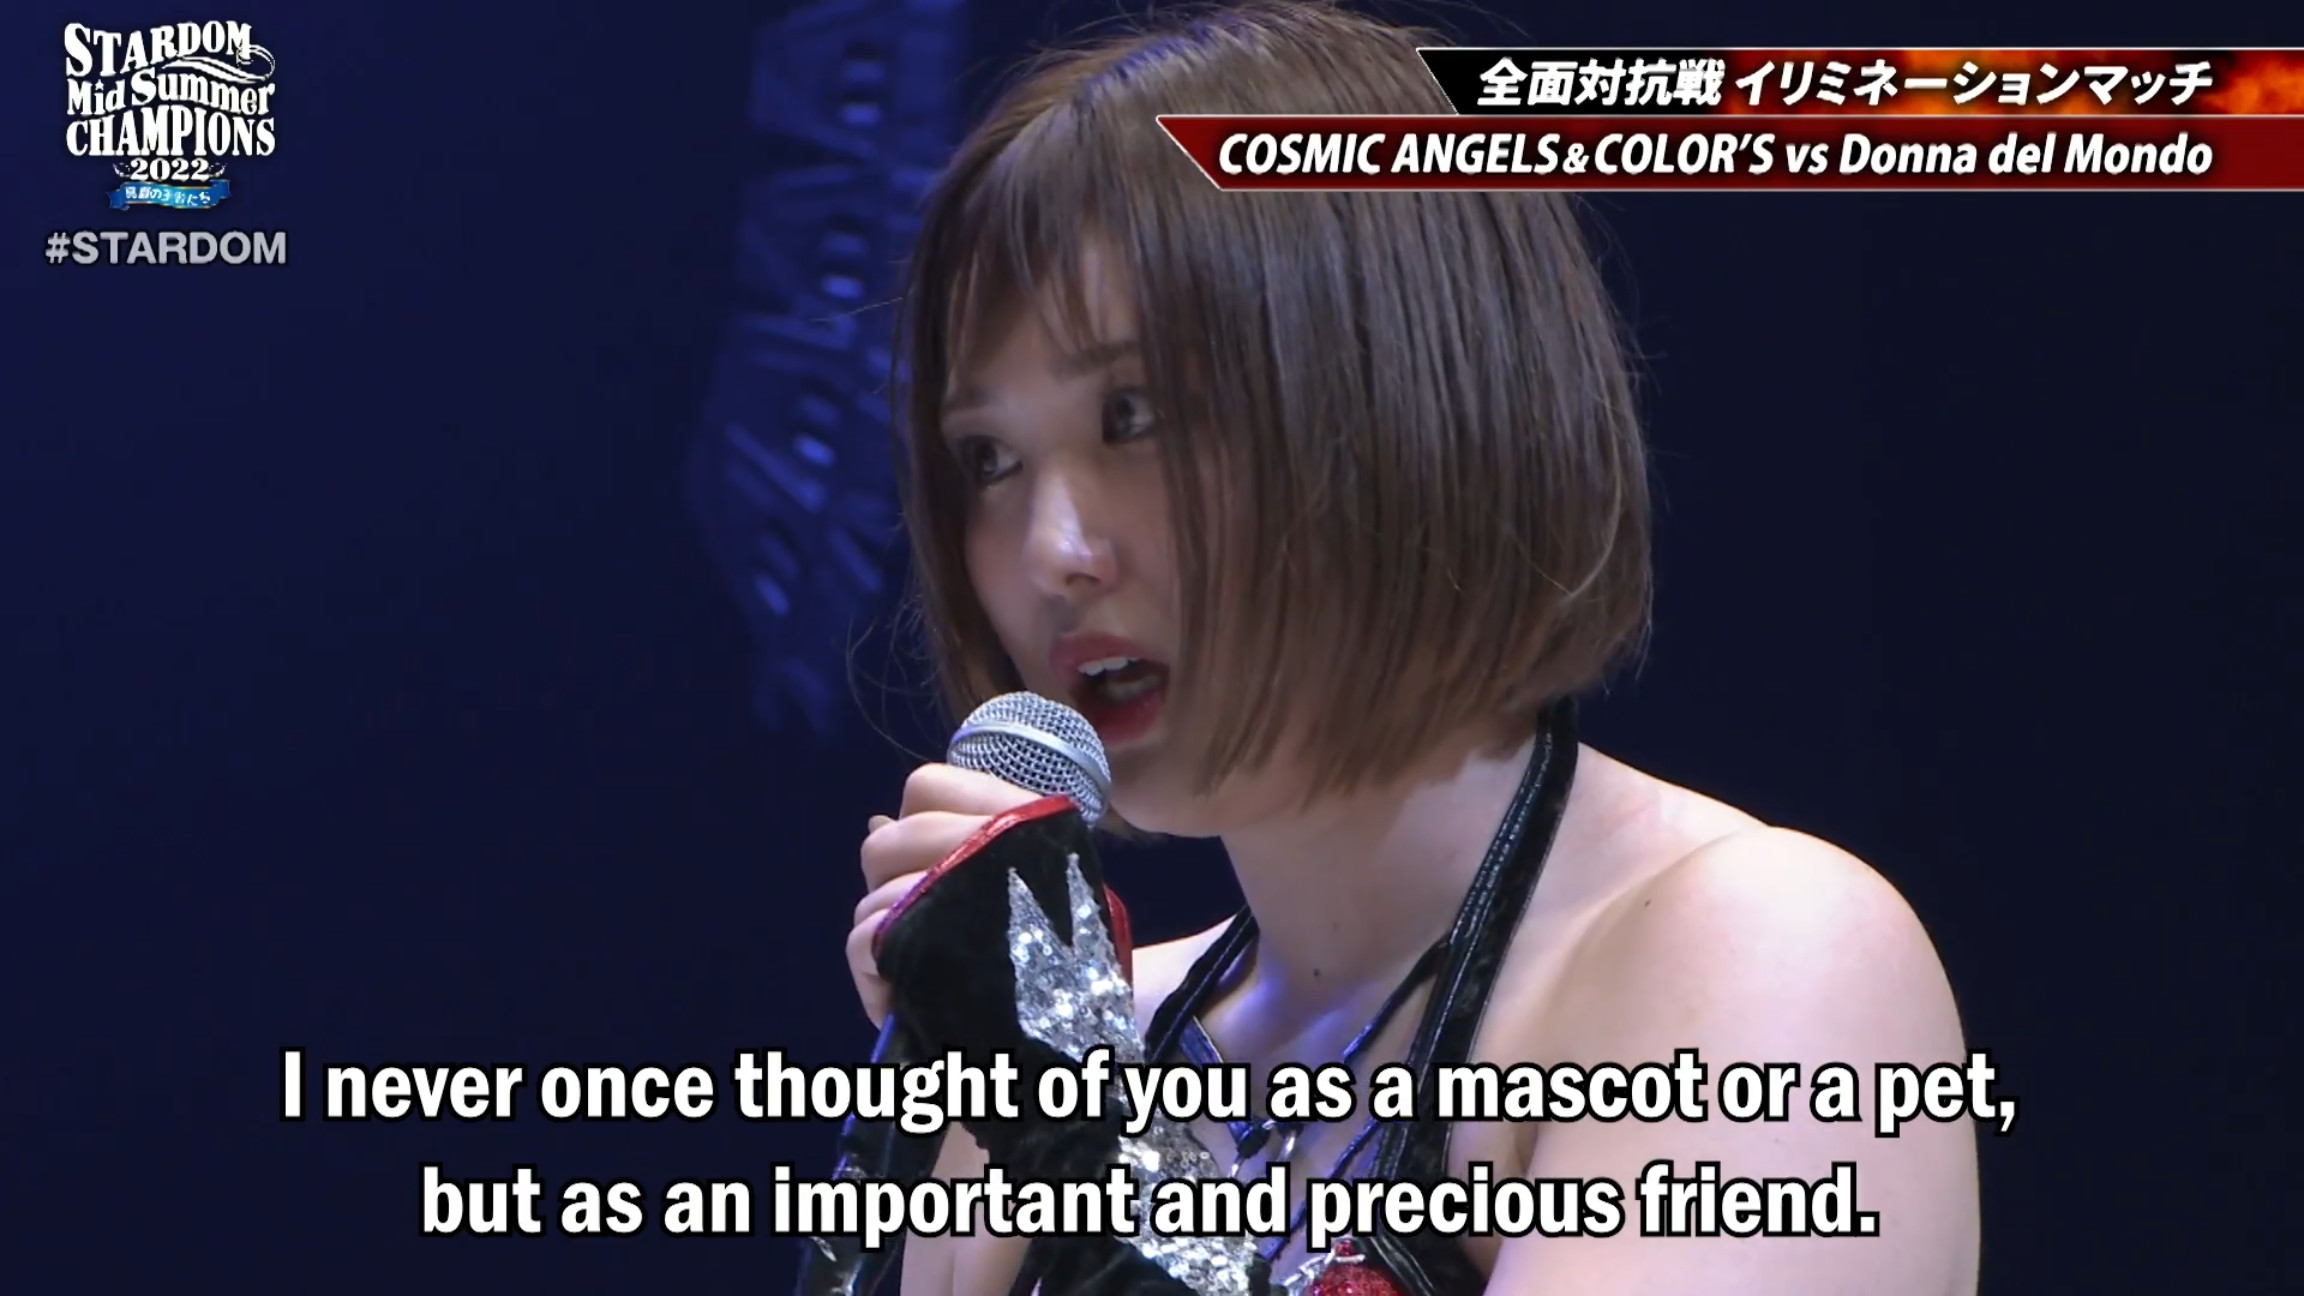 STARDOM
Mid Summer
CHAMPIONS
2022
#STARDOM
全面対抗戦 イリミネーションマッチ
COSMIC ANGELS&COLOR'S vs Donna del Mondo
I never once thought of you as a mascot or a pet,
but as an important and precious friend.